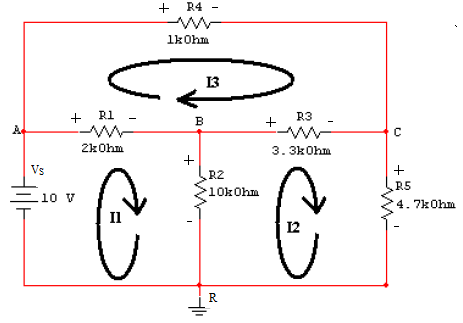 + R4 -
1kOhm
I3
+ R1 -
B
+ R3 -
A
C
2kOhm
3.3kOhm
Vs
+
R2
+
R5
10 V
10kOhm
4.7kOhm
I1
I2
-
-
R